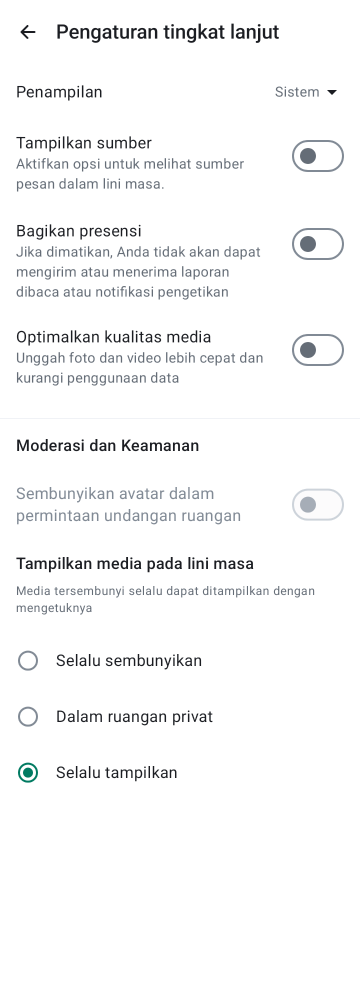 Pengaturan tingkat lanjut
Penampilan
Sistem
Tampilkan sumber
Aktifkan opsi untuk melihat sumber
pesan dalam lini masa.
Bagikan presensi
Jika dimatikan, Anda tidak akan dapat
mengirim atau menerima laporan
dibaca atau notifikasi pengetikan
Optimalkan kualitas media
Unggah foto dan video lebih cepat dan
kurangi penggunaan data
Moderasi dan Keamanan
Sembunyikan avatar dalam
permintaan undangan ruangan
Tampilkan media pada lini masa
Media tersembunyi selalu dapat ditampilkan dengan
mengetuknya
Selalu sembunyikan
Dalam ruangan privat
Selalu tampilkan